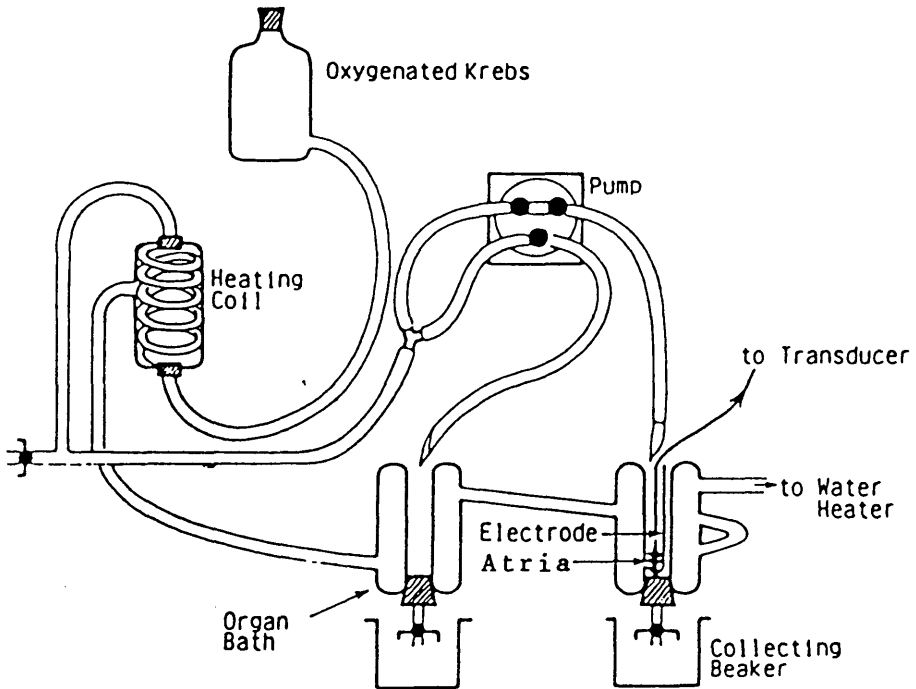 Oxygenated Krebs
Pump
Heating
Coil
to Transducer
to Water
Heater
Electrode
Atria
Organ
Bath
Collecting
Beaker